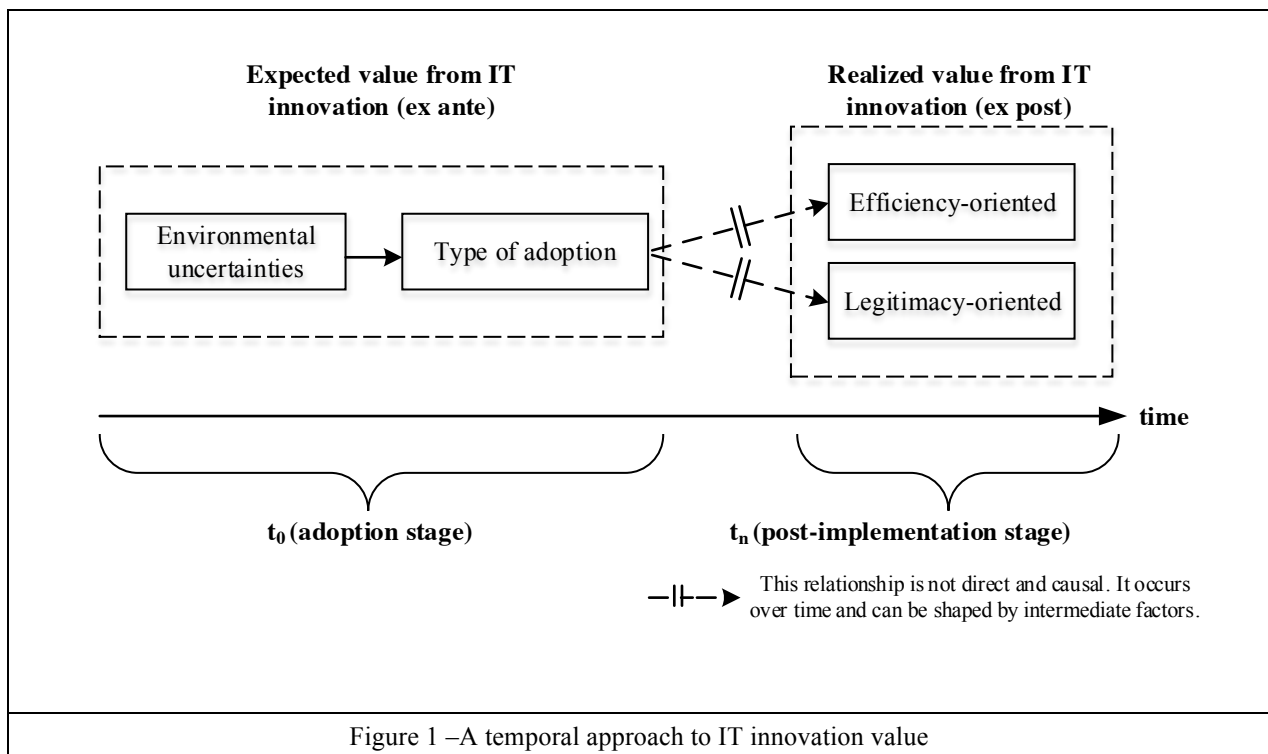 Expected value from IT
innovation (ex ante)
Realized value from IT
innovation (ex post)
Environmental
uncertainties
Type of adoption
Efficiency-oriented
Legitimacy-oriented
time
t₀ (adoption stage)
tₙ (post-implementation stage)
This relationship is not direct and causal. It occurs
over time and can be shaped by intermediate factors.
Figure 1 –A temporal approach to IT innovation value